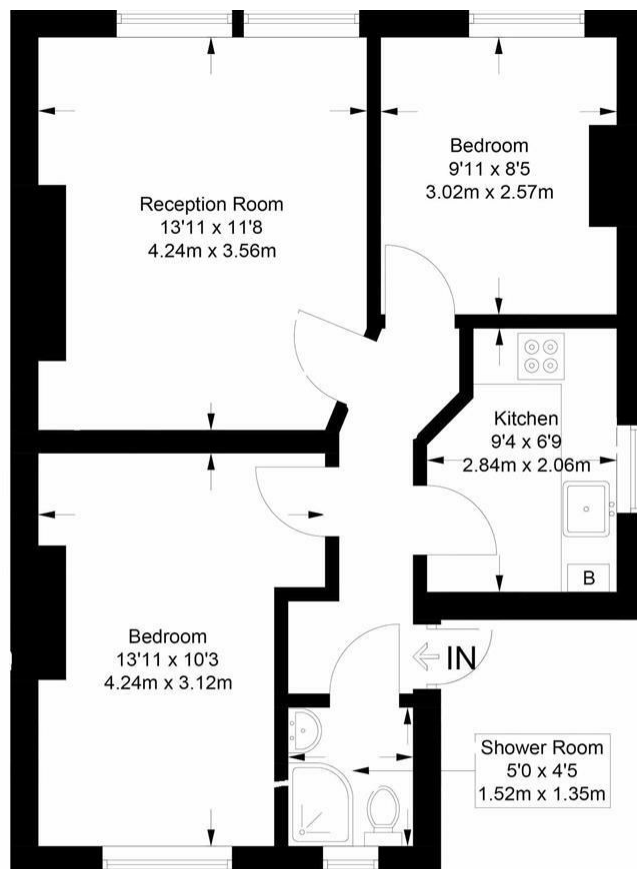 Reception Room
13'11 x 11'8
4.24m x 3.56m
Bedroom
9'11 x 8'5
3.02m x 2.57m
Kitchen
9'4 x 6'9
2.84m x 2.06m
B
Bedroom
13'11 x 10'3
4.24m x 3.12m
IN
Shower Room
5'0 x 4'5
1.52m x 1.35m